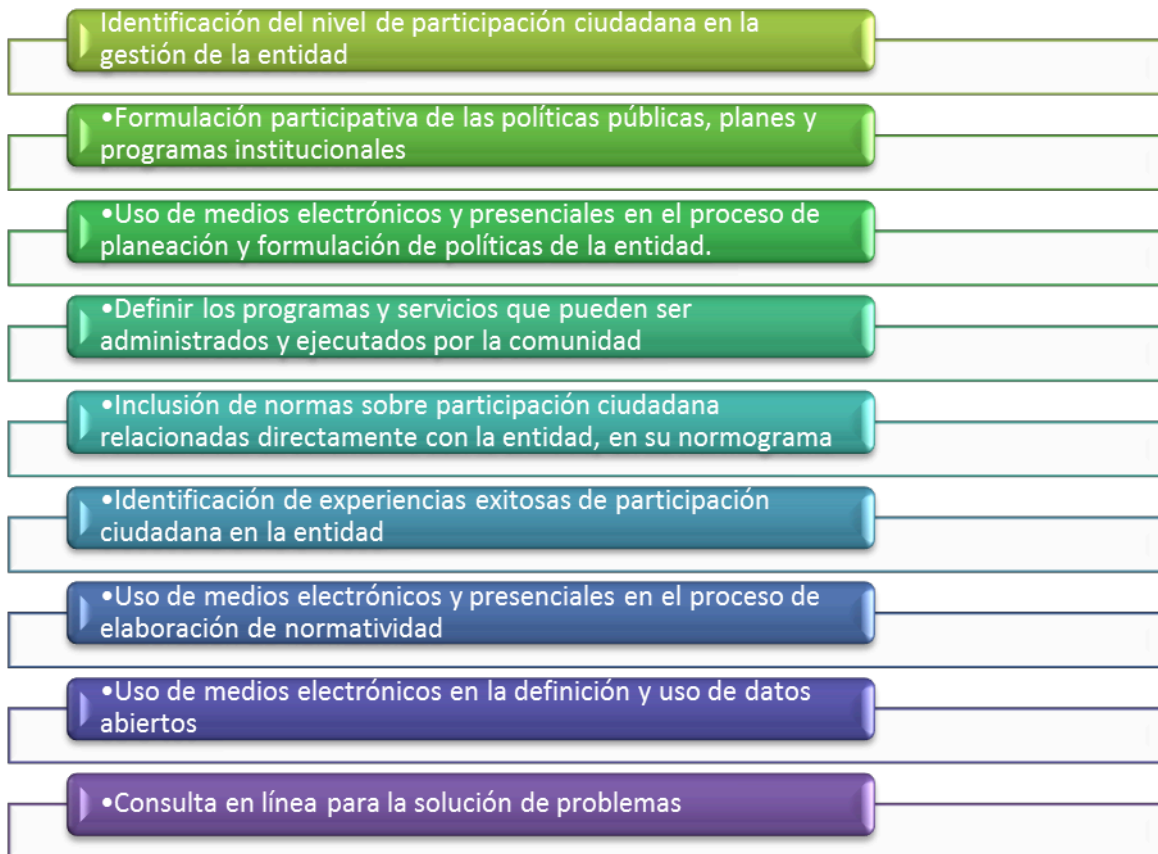 Identificación del nivel de participación ciudadana en la
gestión de la entidad
•Formulación participativa de las políticas públicas, planes y
programas institucionales
•Uso de medios electrónicos y presenciales en el proceso de
planeación y formulación de políticas de la entidad.
•Definir los programas y servicios que pueden ser
administrados y ejecutados por la comunidad
•Inclusión de normas sobre participación ciudadana
relacionadas directamente con la entidad, en su normograma
•Identificación de experiencias exitosas de participación
ciudadana en la entidad
•Uso de medios electrónicos y presenciales en el proceso de
elaboración de normatividad
•Uso de medios electrónicos en la definición y uso de datos
abiertos
•Consulta en línea para la solución de problemas